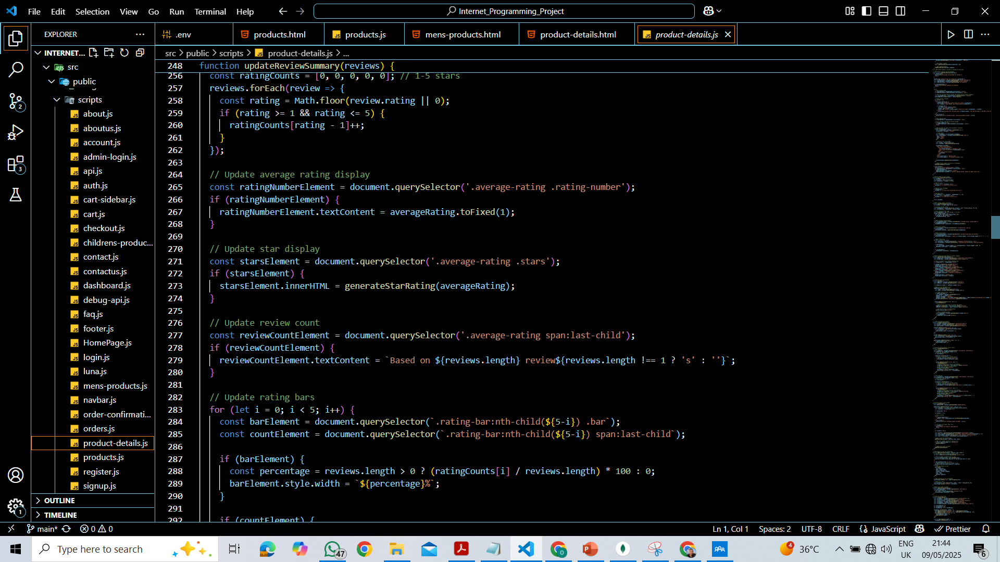 File Edit Selection View Go Run Terminal Help
Internet_Programming_Project
EXPLORER
.env
products.html
products.js
mens-products.html
product-details.html
product-details.js
INTERNET...
src
public
scripts
about.js
aboutus.js
account.js
admin-login.js
api.js
auth.js
cart-sidebar.js
cart.js
checkout.js
childrens-produc...
contact.js
contactus.js
dashboard.js
debug-api.js
faq.js
footer.js
HomePage.js
login.js
luna.js
mens-products.js
navbar.js
order-confirmati...
orders.js
product-details.js
products.js
register.js
signup.js
OUTLINE
TIMELINE
2
3
1
src > public > scripts > product-details.js > ...
248 function updateReviewSummary(reviews) {
256 const ratingCounts = [0, 0, 0, 0, 0]; // 1-5 stars
257 reviews.forEach(review => {
258 const rating = Math.floor(review.rating || 0);
259 if (rating >= 1 && rating <= 5) {
260 ratingCounts[rating - 1]++;
261 }
262 });
263
264 // Update average rating display
265 const ratingNumberElement = document.querySelector('.average-rating .rating-number');
266 if (ratingNumberElement) {
267 ratingNumberElement.textContent = averageRating.toFixed(1);
268 }
269
270 // Update star display
271 const starsElement = document.querySelector('.average-rating .stars');
272 if (starsElement) {
273 starsElement.innerHTML = generateStarRating(averageRating);
274 }
275
276 // Update review count
277 const reviewCountElement = document.querySelector('.average-rating span:last-child');
278 if (reviewCountElement) {
279 reviewCountElement.textContent = `Based on ${reviews.length} review${reviews.length !== 1 ? 's' : ''}`;
280 }
281
282 // Update rating bars
283 for (let i = 0; i < 5; i++) {
284 const barElement = document.querySelector(`.rating-bar:nth-child(${5-i}) .bar`);
285 const countElement = document.querySelector(`.rating-bar:nth-child(${5-i}) span:last-child`);
286
287 if (barElement) {
288 const percentage = reviews.length > 0 ? (ratingCounts[i] / reviews.length) * 100 : 0;
289 barElement.style.width = `${percentage}%`;
290 }
291
292 if (countElement) {
main* 0 0
Ln 1, Col 1 Spaces: 2 UTF-8 CRLF {} JavaScript Prettier
Type here to search
47
4 36°C
ENG
UK
21:44
09/05/2025
6